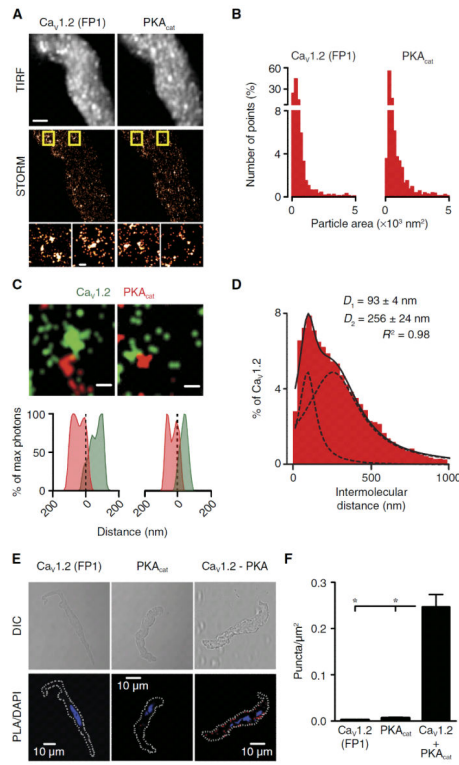 A
CaV1.2 (FP1)
PKAcat
TIRF
STORM
B
CaV1.2 (FP1)
PKAcat
Number of points (%)
60
30
8
4
0
0
5
0
5
Particle area (×10³ nm²)
C
CaV1.2
PKAcat
% of max photons
100
50
0
200
0
200
200
0
200
Distance (nm)
D
D1 = 93 ± 4 nm
D2 = 256 ± 24 nm
R² = 0.98
% of CaV1.2
8
4
0
0
500
1000
Intermolecular
distance (nm)
E
CaV1.2 (FP1)
PKAcat
CaV1.2 - PKA
DIC
PLA/DAPI
10 µm
10 µm
10 µm
F
Puncta/µm²
0,3
0,2
0,1
0.0
*
*
CaV1.2
(FP1)
PKAcat
CaV1.2
+
PKAcat